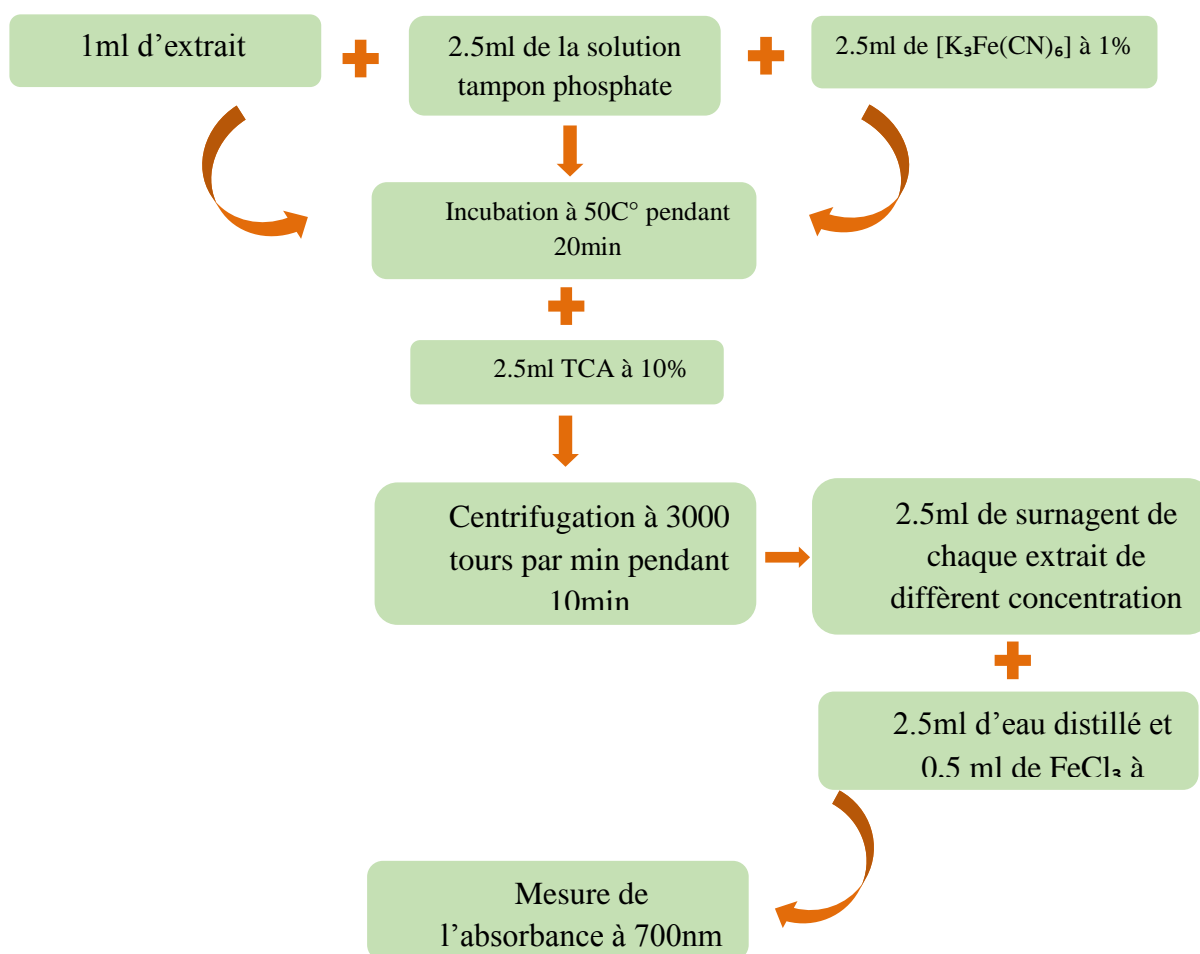 1ml d’extrait
2.5ml de la solution
tampon phosphate
2.5ml de [K₃Fe(CN)₆] à 1%
Incubation à 50C° pendant
20min
2.5ml TCA à 10%
Centrifugation à 3000
tours par min pendant
10min
2.5ml de surnagent de
chaque extrait de
diffèrent concentration
2.5ml d’eau distillé et
0.5 ml de FeCl₃ à
Mesure de
l’absorbance à 700nm